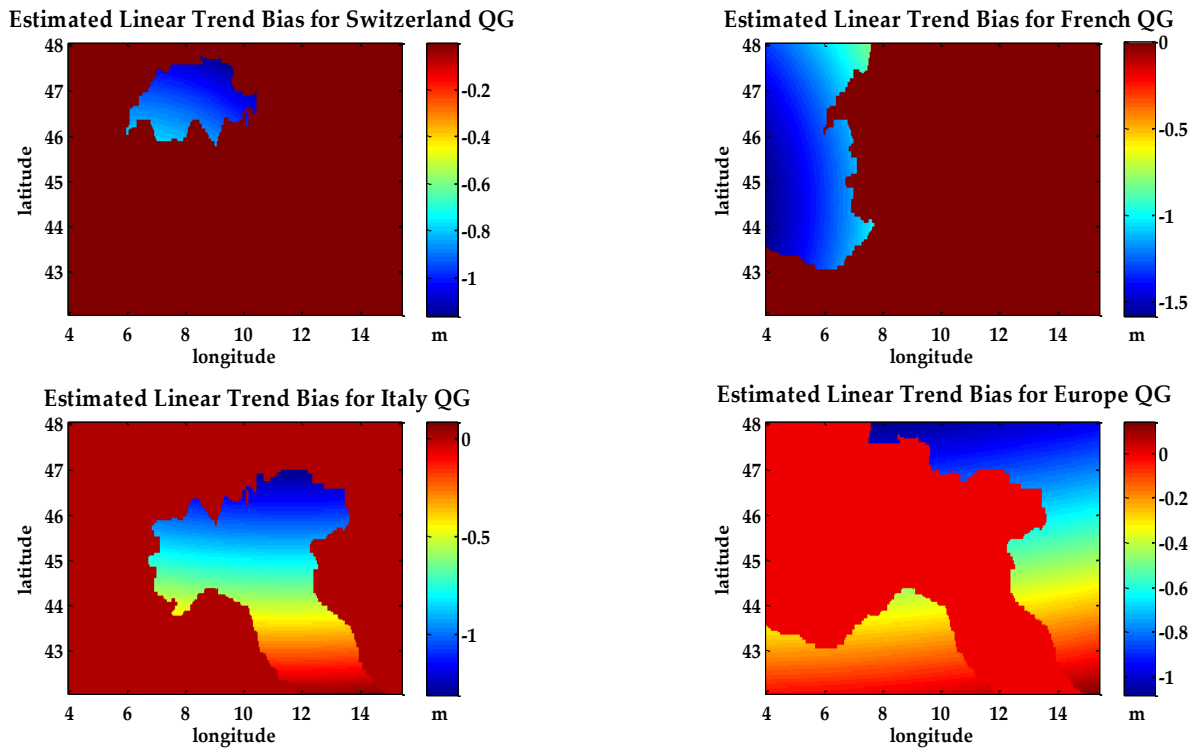 Estimated Linear Trend Bias for Switzerland QG
48
47
46
45
44
43
latitude
4 6 8 10 12 14
longitude
-0.2
-0.4
-0.6
-0.8
-1
m
Estimated Linear Trend Bias for French QG
48
47
46
45
44
43
latitude
4 6 8 10 12 14
longitude
0
-0.5
-1
-1.5
m
Estimated Linear Trend Bias for Italy QG
48
47
46
45
44
43
latitude
4 6 8 10 12 14
longitude
0
-0.5
-1
m
Estimated Linear Trend Bias for Europe QG
48
47
46
45
44
43
latitude
4 6 8 10 12 14
longitude
0
-0.2
-0.4
-0.6
-0.8
-1
m